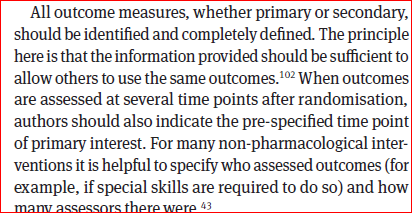 All outcome measures, whether primary or secondary,
should be identified and completely defined. The principle
here is that the information provided should be sufficient to
allow others to use the same outcomes.102 When outcomes
are assessed at several time points after randomisation,
authors should also indicate the pre-specified time point
of primary interest. For many non-pharmacological inter-
ventions it is helpful to specify who assessed outcomes (for
example, if special skills are required to do so) and how
many assessors there were.43